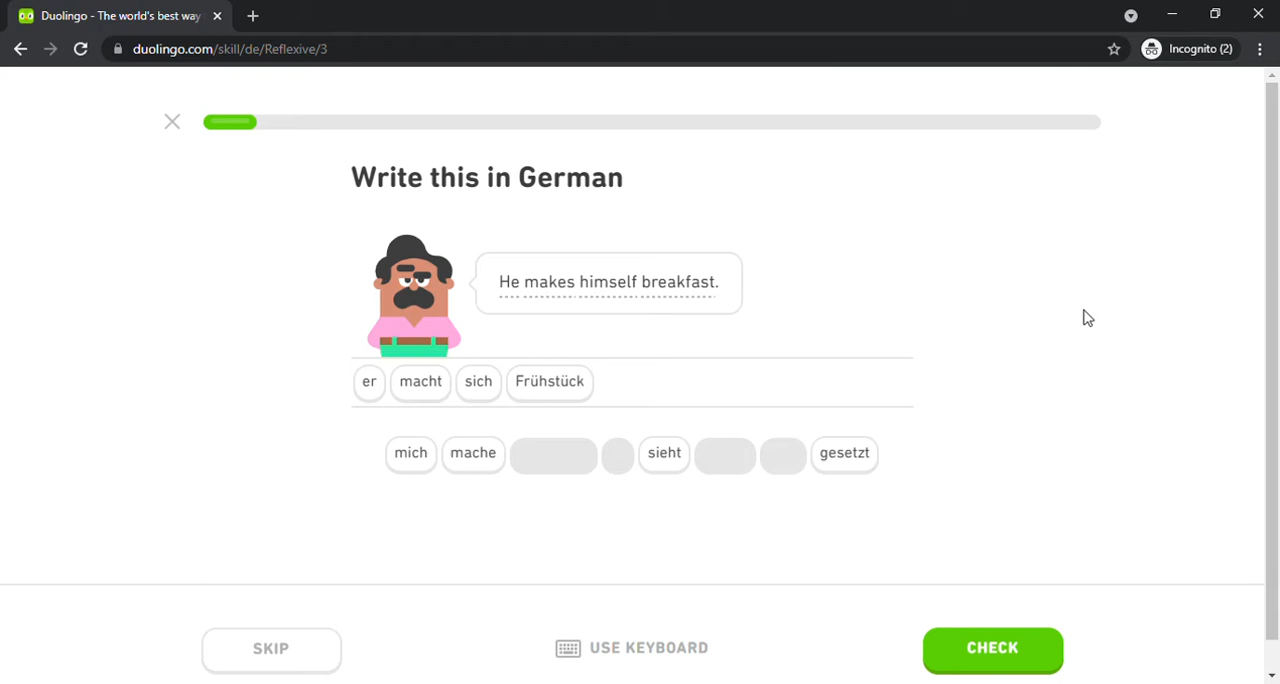 Duolingo - The world's best way
duolingo.com/skill/de/Reflexive/3
Incognito (2)
Write this in German
He makes himself breakfast.
er macht sich Frühstück
mich mache sieht gesetzt
SKIP USE KEYBOARD CHECK